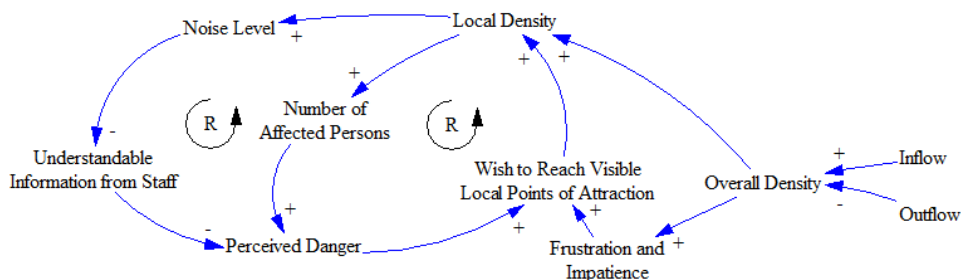 Noise Level
+
Local Density
+
+
+
Number of
Affected Persons
R
R
-
Understandable
Information from Staff
Wish to Reach Visible
Local Points of Attraction
Overall Density
+
Inflow
-
Outflow
+
-
Perceived Danger
+
+
Frustration and
Impatience
+